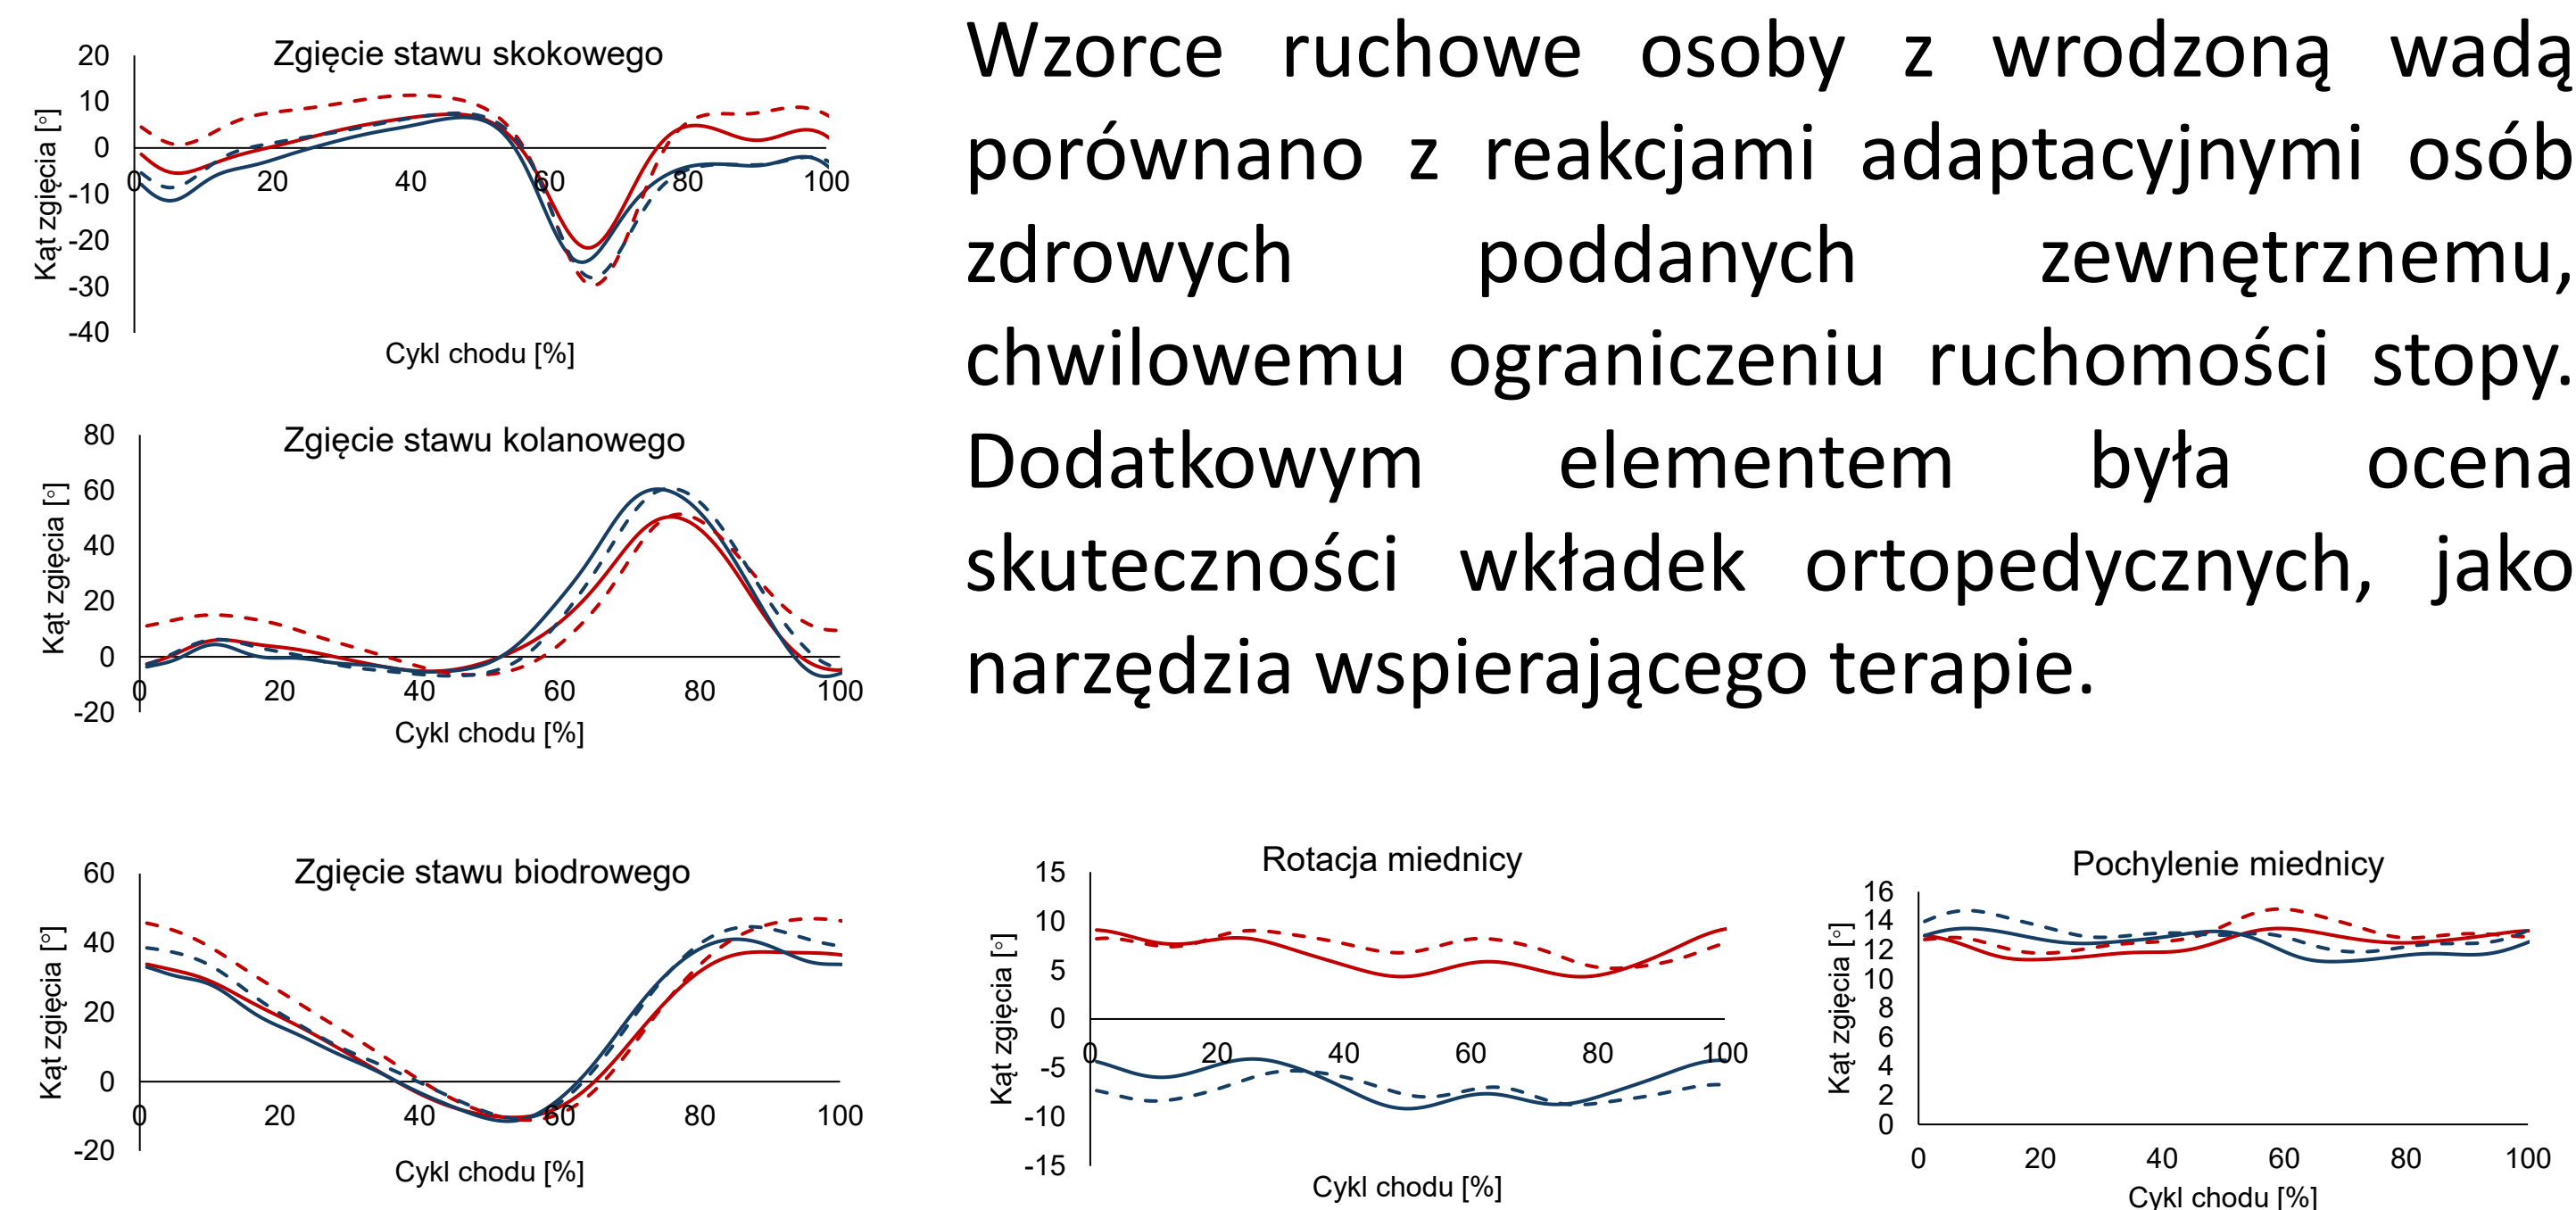 Zgięcie stawu skokowego
Kąt zgięcia [°]
20
10
0
-10
-20
-30
-40
0 20 40 60 80 100
Cykl chodu [%]
Zgięcie stawu kolanowego
Kąt zgięcia [°]
80
60
40
20
0
-20
0 20 40 60 80 100
Cykl chodu [%]
Zgięcie stawu biodrowego
Kąt zgięcia [°]
60
40
20
0
-20
0 20 40 60 80 100
Cykl chodu [%]
Wzorce ruchowe osoby z wrodzoną wadą
porównano z reakcjami adaptacyjnymi osób
zdrowych poddanych zewnętrznemu,
chwilowemu ograniczeniu ruchomości stopy.
Dodatkowym elementem była ocena
skuteczności wkładek ortopedycznych, jako
narzędzia wspierającego terapie.
Rotacja miednicy
Kąt zgięcia [°]
15
10
5
0
-5
-10
-15
0 20 40 60 80 100
Cykl chodu [%]
Pochylenie miednicy
Kąt zgięcia [°]
16
14
12
10
8
6
4
2
0
0 20 40 60 80 100
Cykl chodu [%]